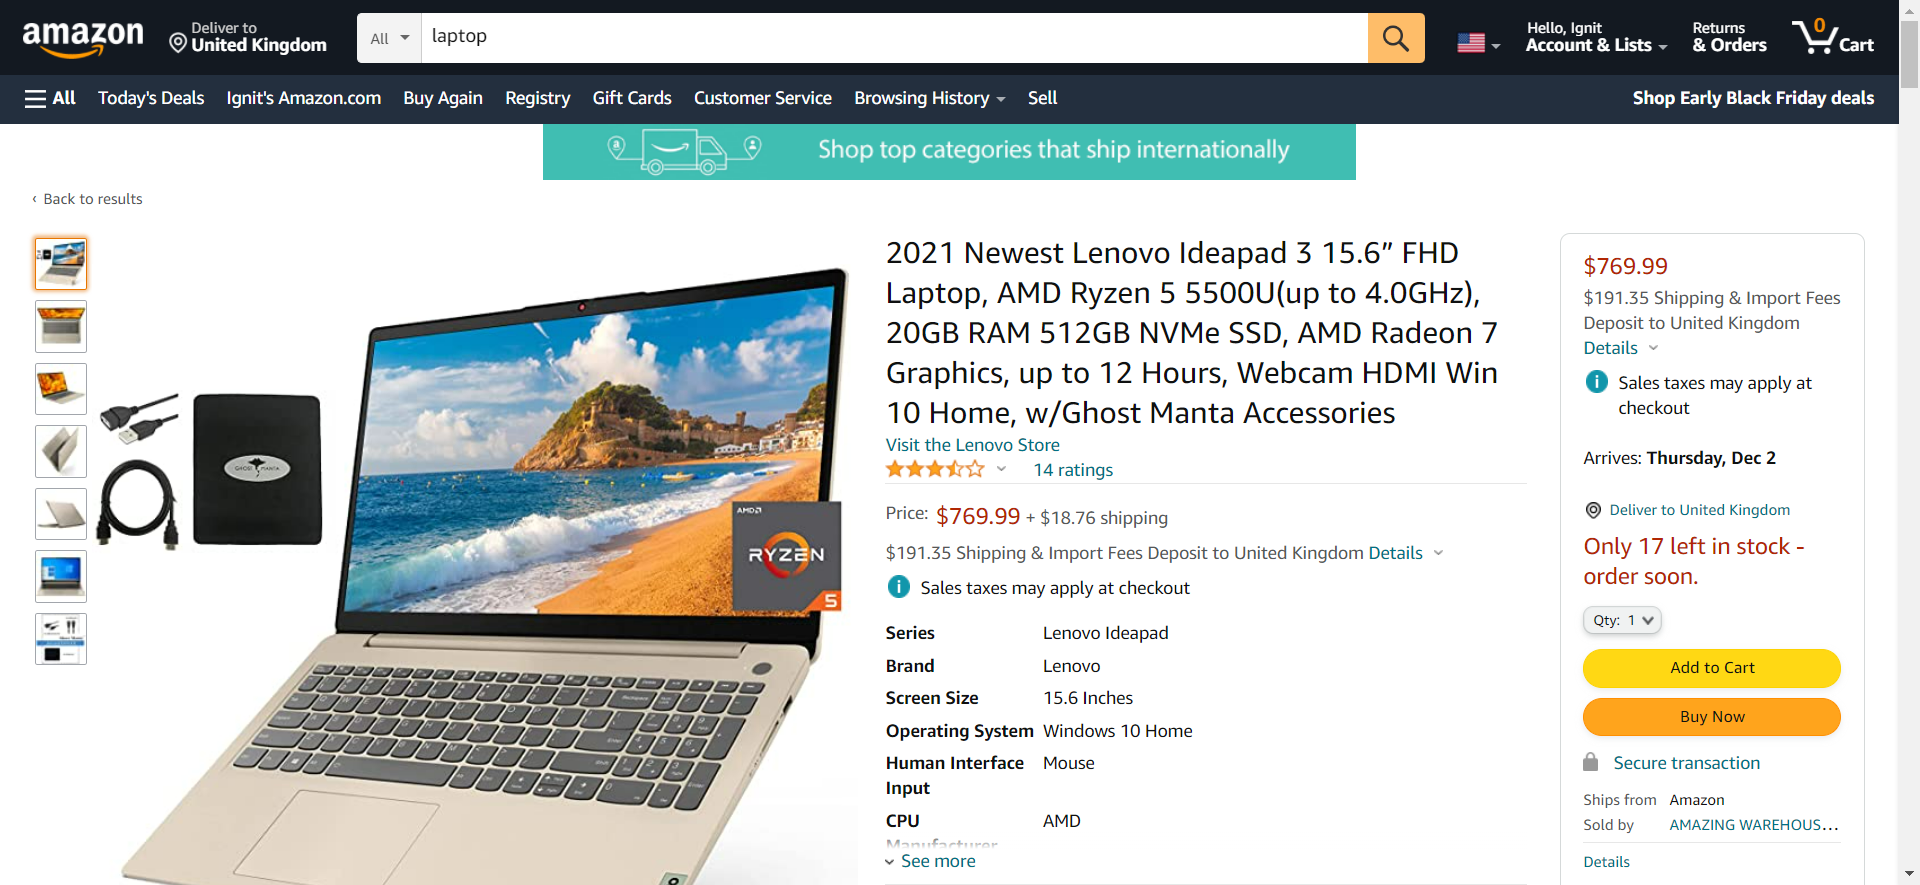 amazon
Deliver to
United Kingdom
All
laptop
Hello, Ignit
Account & Lists
Returns
& Orders
0
Cart
All
Today's Deals
Ignit's Amazon.com
Buy Again
Registry
Gift Cards
Customer Service
Browsing History
Sell
Shop Early Black Friday deals
Shop top categories that ship internationally
‹ Back to results
2021 Newest Lenovo Ideapad 3 15.6” FHD
Laptop, AMD Ryzen 5 5500U(up to 4.0GHz),
20GB RAM 512GB NVMe SSD, AMD Radeon 7
Graphics, up to 12 Hours, Webcam HDMI Win
10 Home, w/Ghost Manta Accessories
Visit the Lenovo Store
14 ratings
Price: $769.99 + $18.76 shipping
$191.35 Shipping & Import Fees Deposit to United Kingdom Details
Sales taxes may apply at checkout
Series Lenovo Ideapad
Brand Lenovo
Screen Size 15.6 Inches
Operating System Windows 10 Home
Human Interface Mouse
Input
CPU AMD
Manufacturer
See more
GHOST MANTA
AMD
RYZEN
5
$769.99
$191.35 Shipping & Import Fees
Deposit to United Kingdom
Details
Sales taxes may apply at
checkout
Arrives: Thursday, Dec 2
Deliver to United Kingdom
Only 17 left in stock -
order soon.
Qty: 1
Add to Cart
Buy Now
Secure transaction
Ships from Amazon
Sold by AMAZING WAREHOUS...
Details